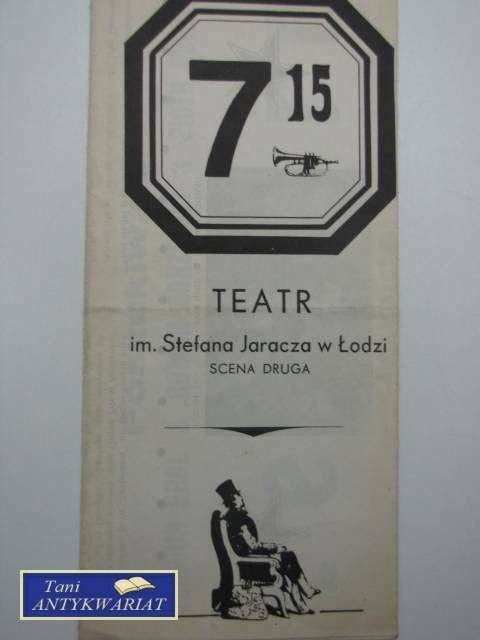 7 15
TEATR
im. Stefana Jaracza w Łodzi
SCENA DRUGA
Tani
ANTYKWARIAT